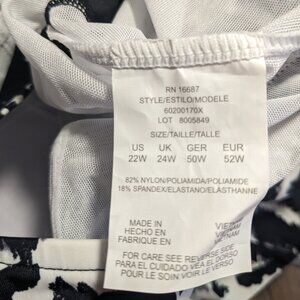 RN 16687
STYLE/ESTILO/MODELE
60200170X
LOT 8005849
SIZE/TAILLE/TALLE
US UK GER EUR
22W 24W 50W 52W
82% NYLON/POLIAMIDA/POLIAMIDE
18% SPANDEX/ELASTANO/ELASTHANNE
MADE IN
HECHO EN
FABRIQUE EN
VIETNAM
FOR CARE SEE REVERSE SIDE
PARA EL CUIDADO VEA EL DORSO
POUR LE SOIN VOIR LE VERSO